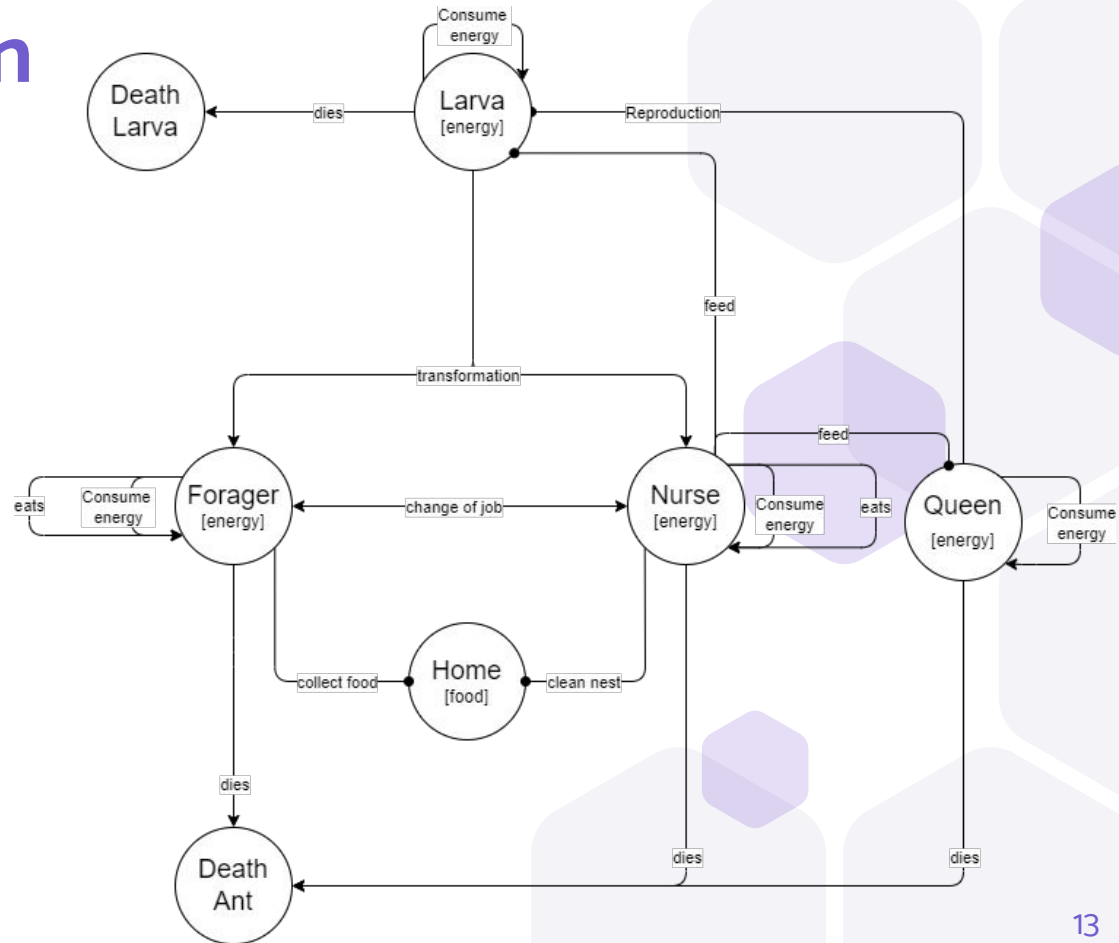 n
Consume
energy
Death
Larva
dies
Larva
[energy]
Reproduction
feed
transformation
feed
eats
Consume
energy
Forager
[energy]
change of job
Nurse
[energy]
Consume
energy
eats
Queen
[energy]
Consume
energy
collect food
Home
[food]
clean nest
dies
dies
dies
Death
Ant
13